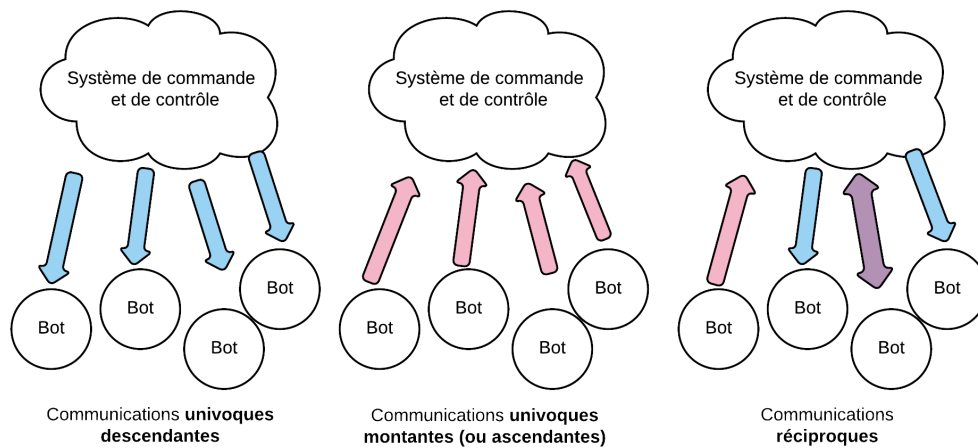 Système de commande
et de contrôle
Bot
Bot
Bot
Bot
Communications univoques
descendantes
Système de commande
et de contrôle
Bot
Bot
Bot
Bot
Communications univoques
montantes (ou ascendantes)
Système de commande
et de contrôle
Bot
Bot
Bot
Bot
Communications
réciproques